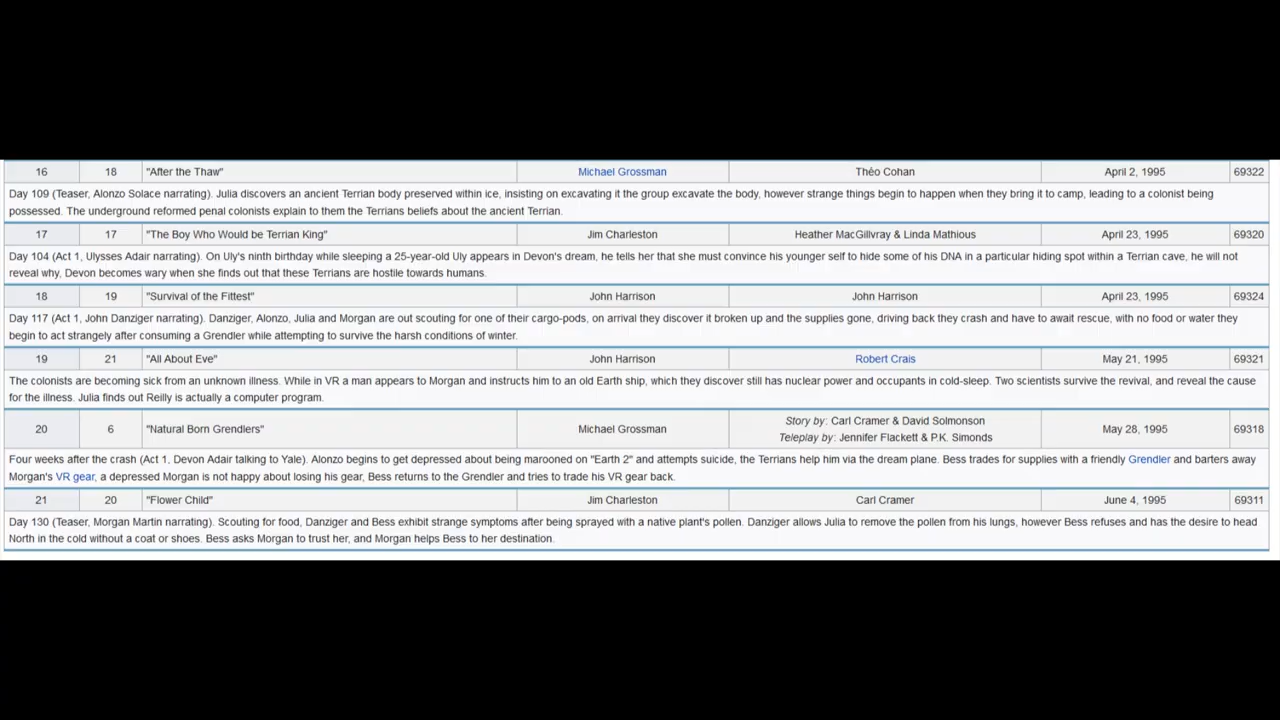 16 18 "After the Thaw" Michael Grossman Théo Cohan April 2, 1995 69322
Day 109 (Teaser, Alonzo Solace narrating). Julia discovers an ancient Terrian body preserved within ice, insisting on excavating it the group excavate the body, however strange things begin to happen when they bring it to camp, leading to a colonist being
possessed. The underground reformed penal colonists explain to them the Terrians beliefs about the ancient Terrian.
17 17 "The Boy Who Would be Terrian King" Jim Charleston Heather MacGillvray & Linda Mathious April 23, 1995 69320
Day 104 (Act 1, Ulysses Adair narrating). On Uly's ninth birthday while sleeping a 25-year-old Uly appears in Devon's dream, he tells her that she must convince his younger self to hide some of his DNA in a particular hiding spot within a Terrian cave, he will not
reveal why, Devon becomes wary when she finds out that these Terrians are hostile towards humans.
18 19 "Survival of the Fittest" John Harrison John Harrison April 23, 1995 69324
Day 117 (Act 1, John Danziger narrating). Danziger, Alonzo, Julia and Morgan are out scouting for one of their cargo-pods, on arrival they discover it broken up and the supplies gone, driving back they crash and have to await rescue, with no food or water they
begin to act strangely after consuming a Grendler while attempting to survive the harsh conditions of winter.
19 21 "All About Eve" John Harrison Robert Crais May 21, 1995 69321
The colonists are becoming sick from an unknown illness. While in VR a man appears to Morgan and instructs him to an old Earth ship, which they discover still has nuclear power and occupants in cold-sleep. Two scientists survive the revival, and reveal the cause
for the illness. Julia finds out Reilly is actually a computer program.
20 6 "Natural Born Grendlers" Michael Grossman Story by: Carl Cramer & David Solmonson May 28, 1995 69318
Teleplay by: Jennifer Flackett & P.K. Simonds
Four weeks after the crash (Act 1, Devon Adair talking to Yale). Alonzo begins to get depressed about being marooned on "Earth 2" and attempts suicide, the Terrians help him via the dream plane. Bess trades for supplies with a friendly Grendler and barters away
Morgan's VR gear, a depressed Morgan is not happy about losing his gear, Bess returns to the Grendler and tries to trade his VR gear back.
21 20 "Flower Child" Jim Charleston Carl Cramer June 4, 1995 69311
Day 130 (Teaser, Morgan Martin narrating). Scouting for food, Danziger and Bess exhibit strange symptoms after being sprayed with a native plant's pollen. Danziger allows Julia to remove the pollen from his lungs, however Bess refuses and has the desire to head
North in the cold without a coat or shoes. Bess asks Morgan to trust her, and Morgan helps Bess to her destination.